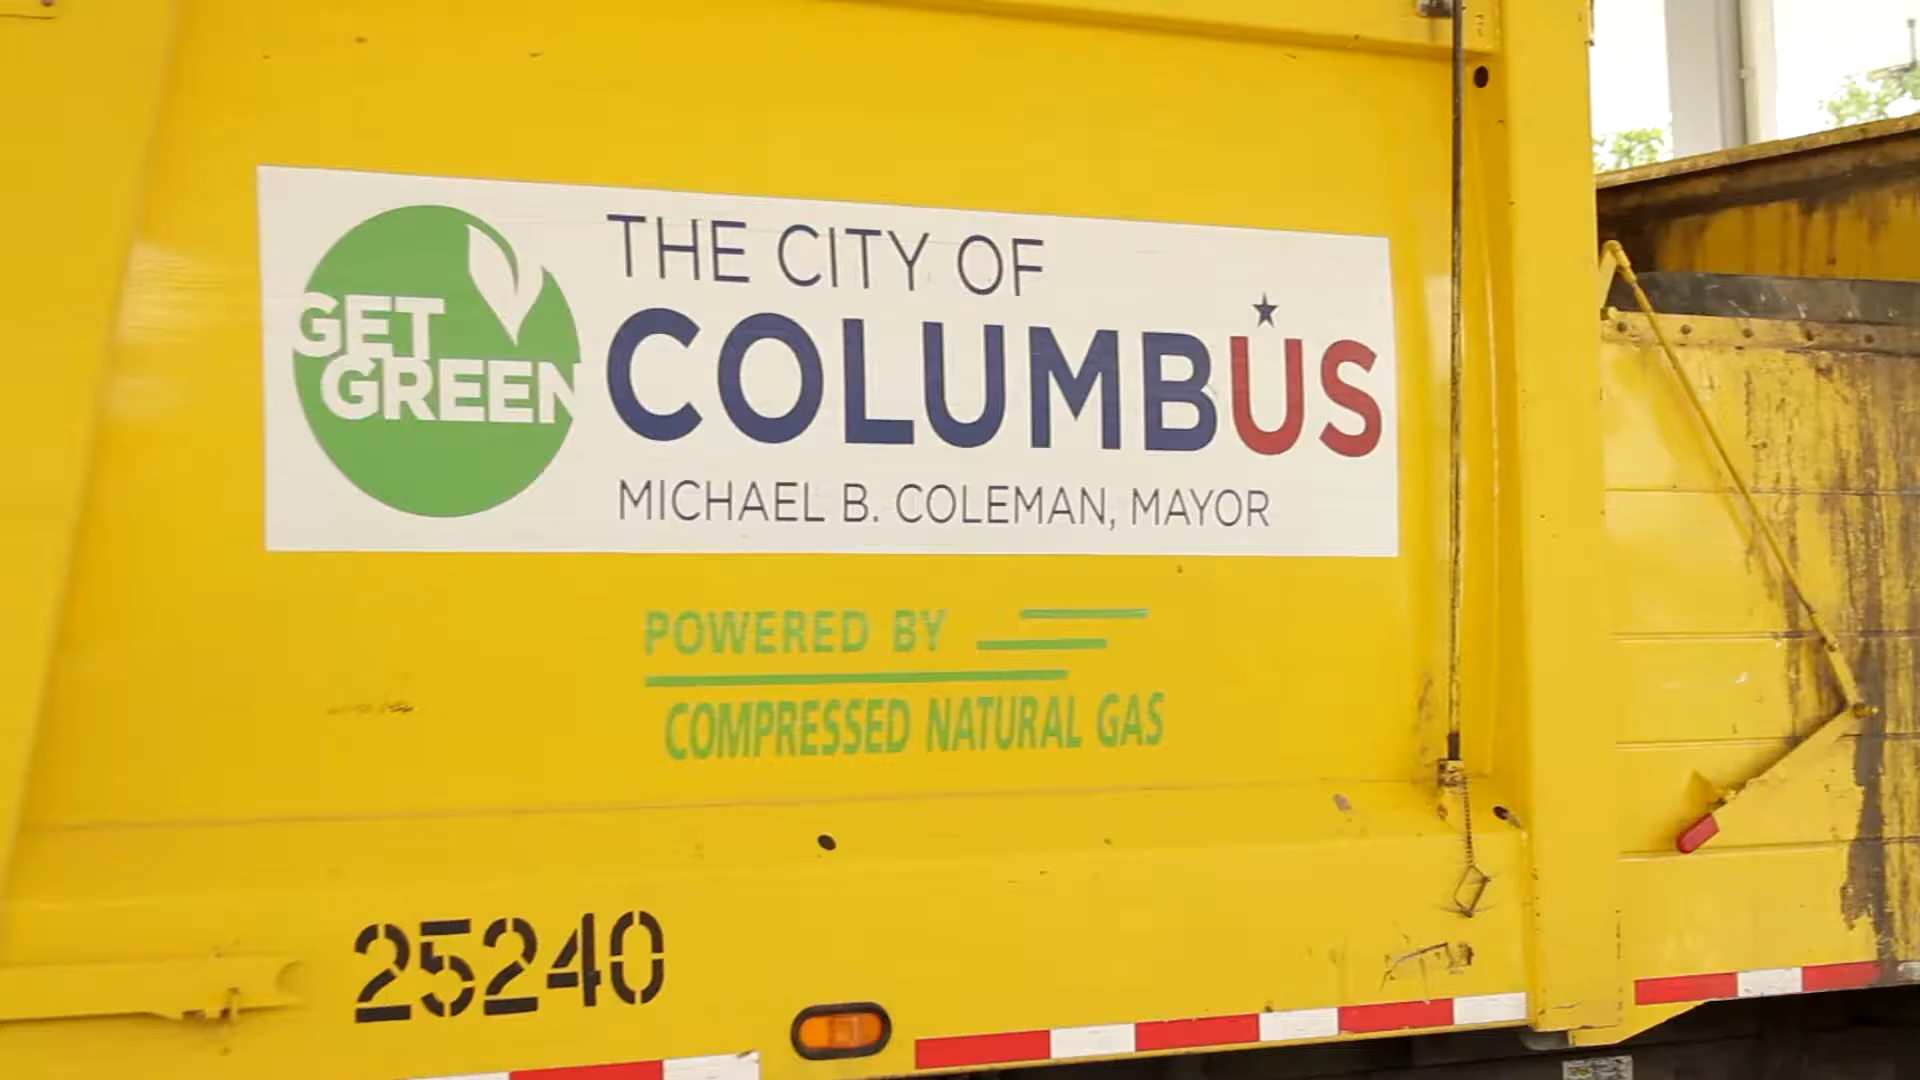 GET
GREEN
THE CITY OF
COLUMBUS
MICHAEL B. COLEMAN, MAYOR
POWERED BY
COMPRESSED NATURAL GAS
25240